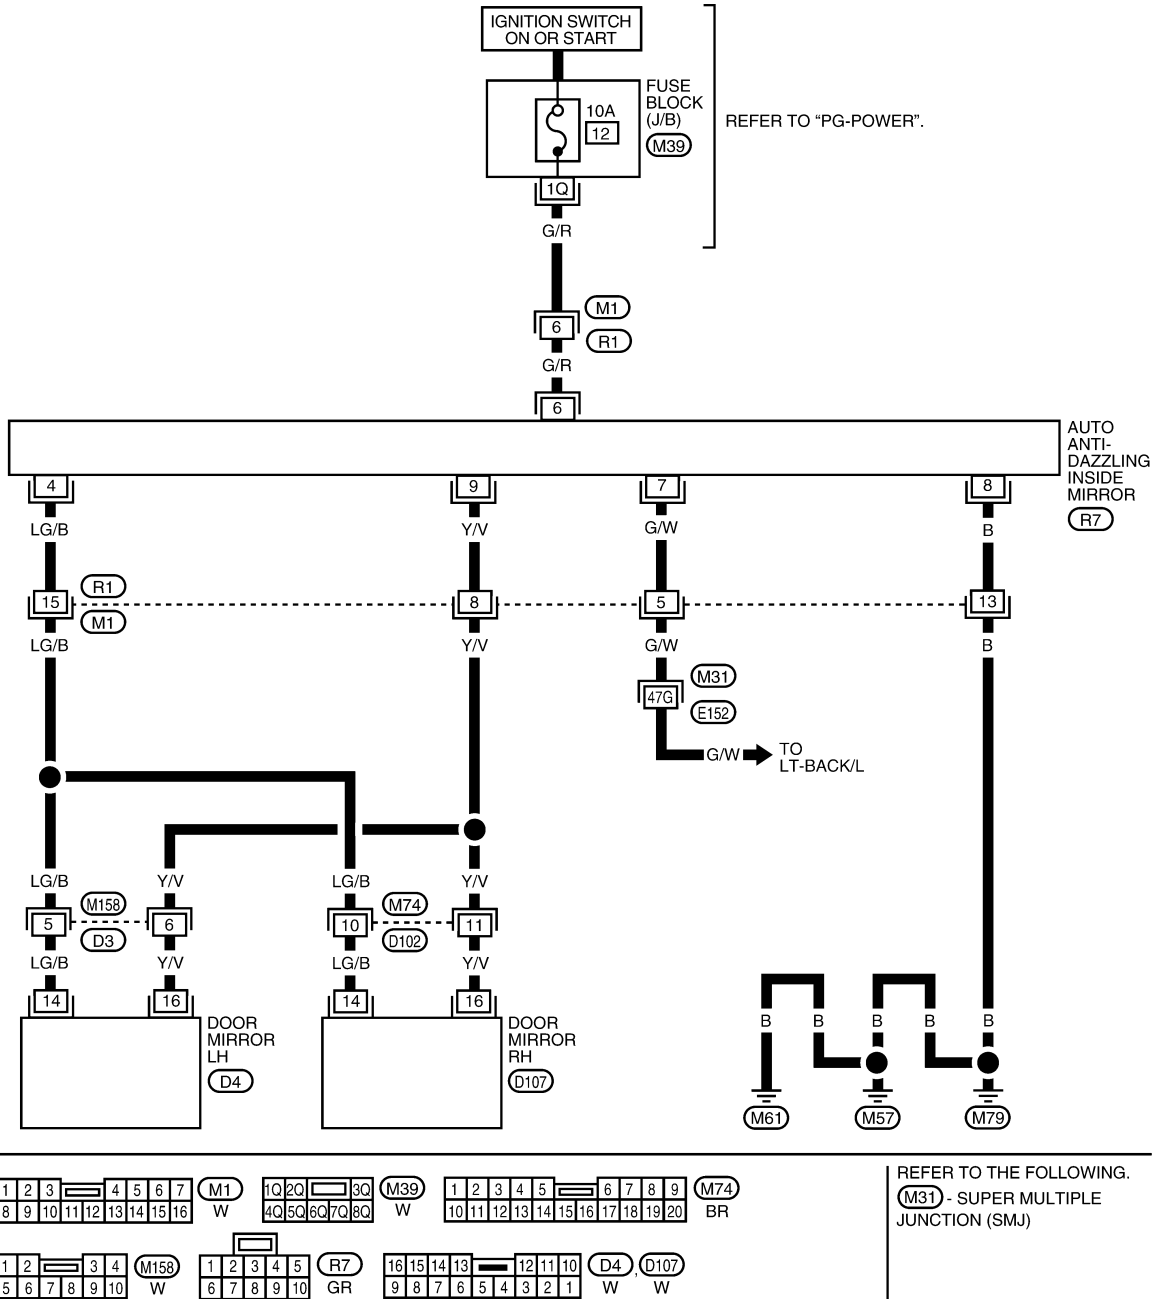 IGNITION SWITCH
ON OR START
FUSE
BLOCK
(J/B)
M39
10A
12
REFER TO “PG-POWER”.
1Q
G/R
M1
6
R1
G/R
6
AUTO
ANTI-
DAZZLING
INSIDE
MIRROR
R7
4 9 7 8
LG/B Y/V G/W B
R1
15 8 5 13
M1
LG/B Y/V G/W B
M31
47G
E152
G/W
TO
LT-BACK/L
LG/B Y/V LG/B Y/V
M158 M74
5 6 10 11
D3 D102
LG/B Y/V LG/B Y/V
14 16 14 16
DOOR
MIRROR
LH
D4
DOOR
MIRROR
RH
D107
B B B B B
M61 M57 M79
1 2 3 4 5 6 7
8 9 10 11 12 13 14 15 16
M1
W
1Q 2Q 3Q
4Q 5Q 6Q 7Q 8Q
M39
W
1 2 3 4 5 6 7 8 9
10 11 12 13 14 15 16 17 18 19 20
M74
BR
1 2 3 4
5 6 7 8 9 10
M158
W
1 2 3 4 5
6 7 8 9 10
R7
GR
16 15 14 13 12 11 10
9 8 7 6 5 4 3 2 1
D4 , D107
W W
REFER TO THE FOLLOWING.
M31 - SUPER MULTIPLE
JUNCTION (SMJ)